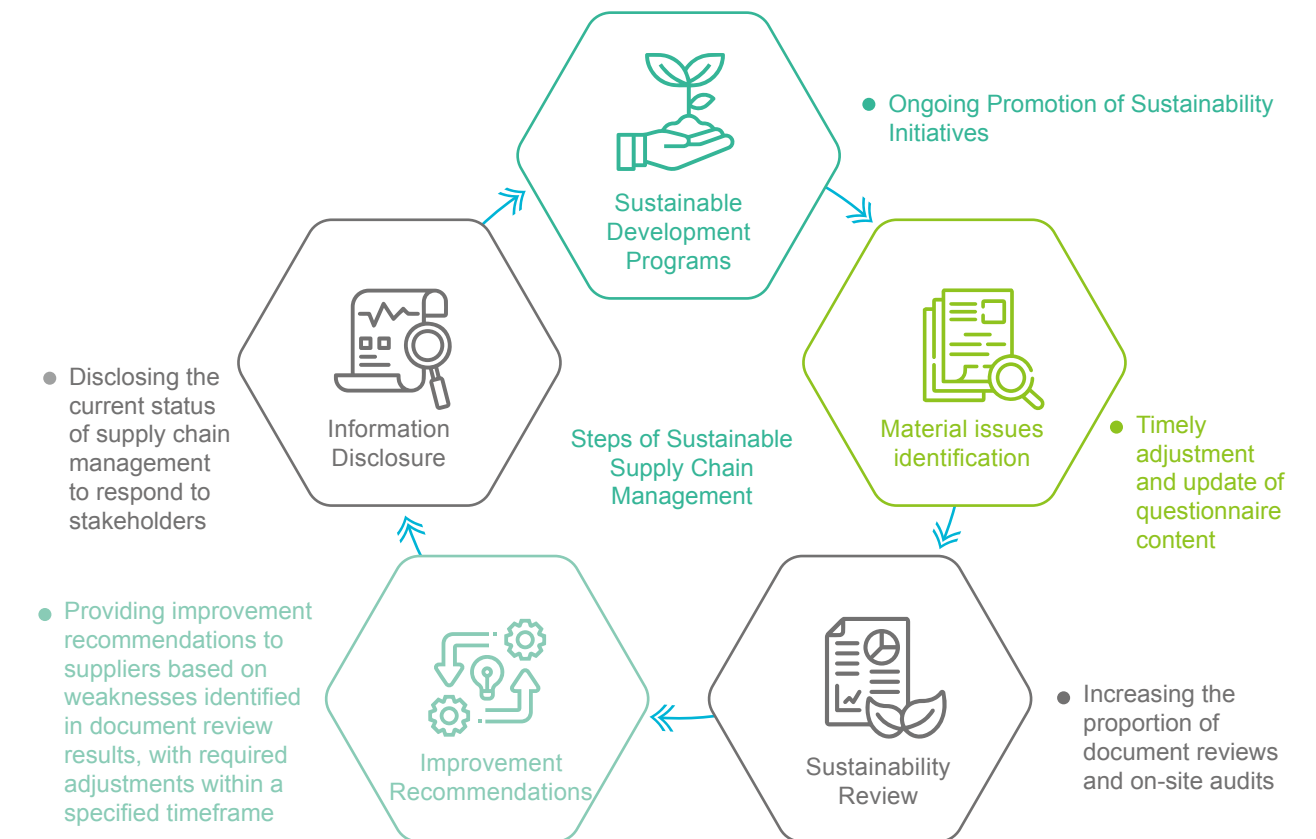 Sustainable
Development
Programs
● Ongoing Promotion of Sustainability
Initiatives
Material issues
identification
● Timely
adjustment
and update of
questionnaire
content
Sustainability
Review
● Increasing the
proportion of
document reviews
and on-site audits
Improvement
Recommendations
● Providing improvement
recommendations to
suppliers based on
weaknesses identified
in document review
results, with required
adjustments within a
specified timeframe
Information
Disclosure
● Disclosing the
current status
of supply chain
management
to respond to
stakeholders
Steps of Sustainable
Supply Chain
Management